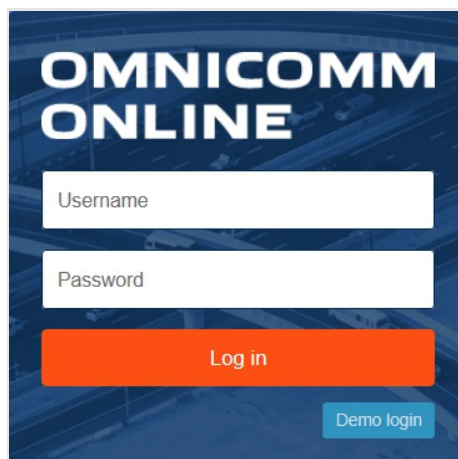 OMNICOMM
ONLINE
Username
Password
Log in
Demo login